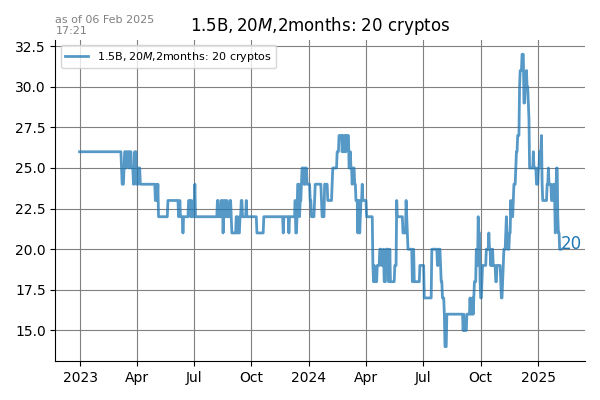 as of 06 Feb 2025
17:21
1.5B, 20M,2months: 20 cryptos
1.5B, 20M,2months: 20 cryptos
32.5
30.0
27.5
25.0
22.5
20.0
17.5
15.0
20
2023
Apr
Jul
Oct
2024
Apr
Jul
Oct
2025